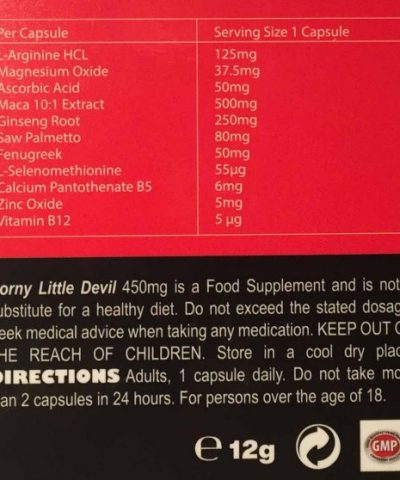 Per Capsule Serving Size 1 Capsule
L-Arginine HCL 125mg
Magnesium Oxide 37.5mg
Ascorbic Acid 50mg
Maca 10:1 Extract 500mg
Ginseng Root 250mg
Saw Palmetto 80mg
Fenugreek 50mg
L-Selenomethionine 55µg
Calcium Pantothenate B5 6mg
Zinc Oxide 5mg
Vitamin B12 5 µg
orny Little Devil 450mg is a Food Supplement and is not
substitute for a healthy diet. Do not exceed the stated dosag
eek medical advice when taking any medication. KEEP OUT O
THE REACH OF CHILDREN. Store in a cool dry plac
DIRECTIONS Adults, 1 capsule daily. Do not take mo
an 2 capsules in 24 hours. For persons over the age of 18.
℮ 12g GMP